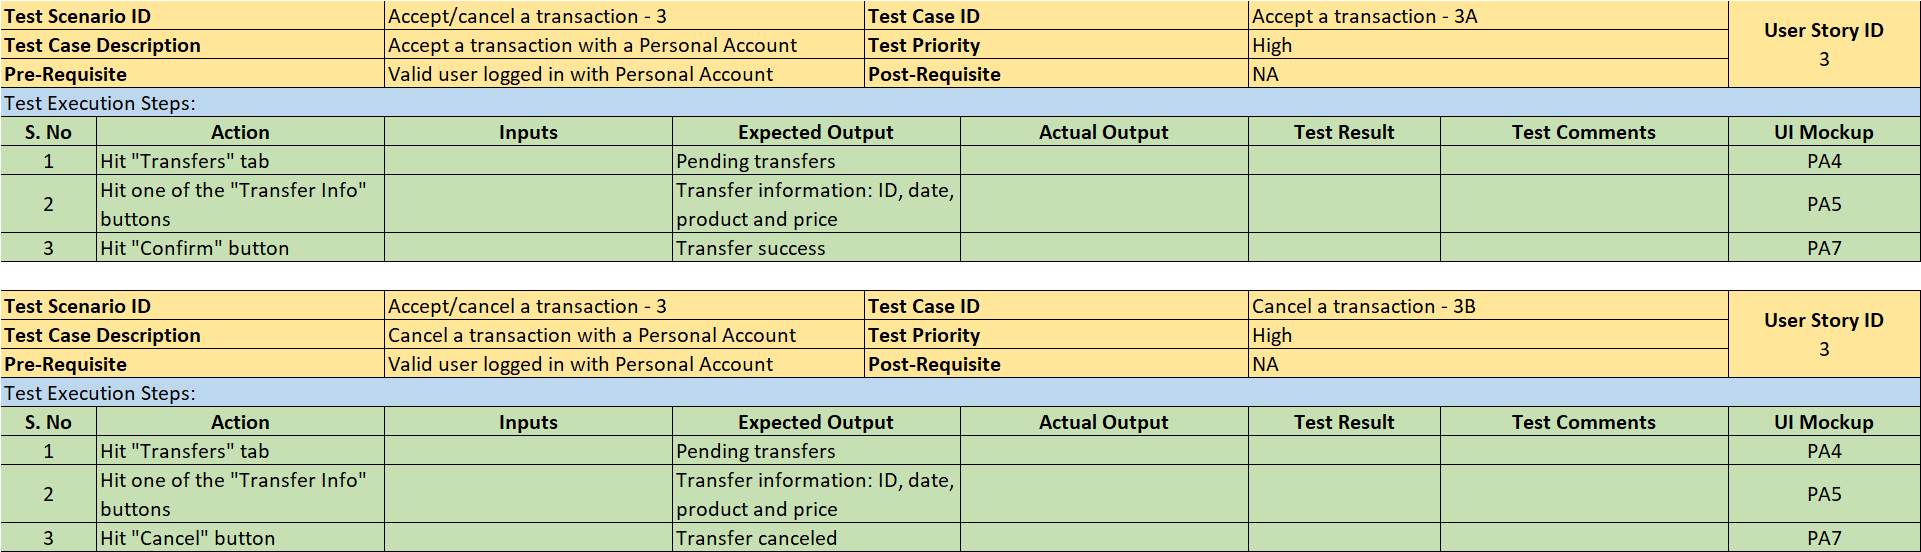 Test Scenario ID Accept/cancel a transaction - 3 Test Case ID Accept a transaction - 3A
User Story ID
3
Test Case Description Accept a transaction with a Personal Account Test Priority High
Pre-Requisite Valid user logged in with Personal Account Post-Requisite NA
Test Execution Steps:
S. No Action Inputs Expected Output Actual Output Test Result Test Comments UI Mockup
1 Hit "Transfers" tab Pending transfers PA4
2 Hit one of the "Transfer Info" buttons Transfer information: ID, date, product and price PA5
3 Hit "Confirm" button Transfer success PA7
Test Scenario ID Accept/cancel a transaction - 3 Test Case ID Cancel a transaction - 3B
User Story ID
3
Test Case Description Cancel a transaction with a Personal Account Test Priority High
Pre-Requisite Valid user logged in with Personal Account Post-Requisite NA
Test Execution Steps:
S. No Action Inputs Expected Output Actual Output Test Result Test Comments UI Mockup
1 Hit "Transfers" tab Pending transfers PA4
2 Hit one of the "Transfer Info" buttons Transfer information: ID, date, product and price PA5
3 Hit "Cancel" button Transfer canceled PA7